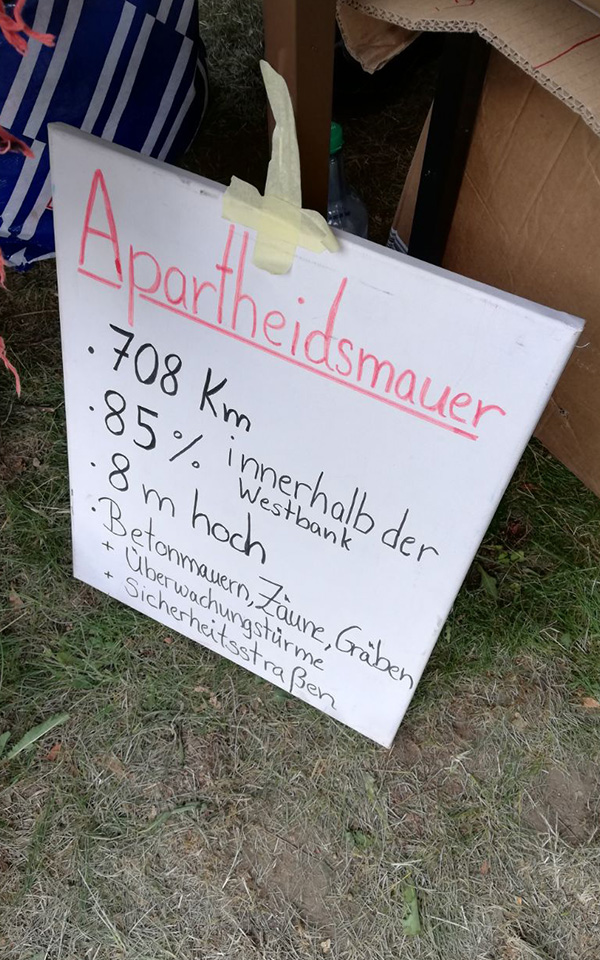 Apartheidsmauer
· 708 Km
· 85% innerhalb der
Westbank
· 8 m hoch
· Betonmauern, Zäune, Gräben
+ Überwachungstürme
+ Sicherheitsstraßen